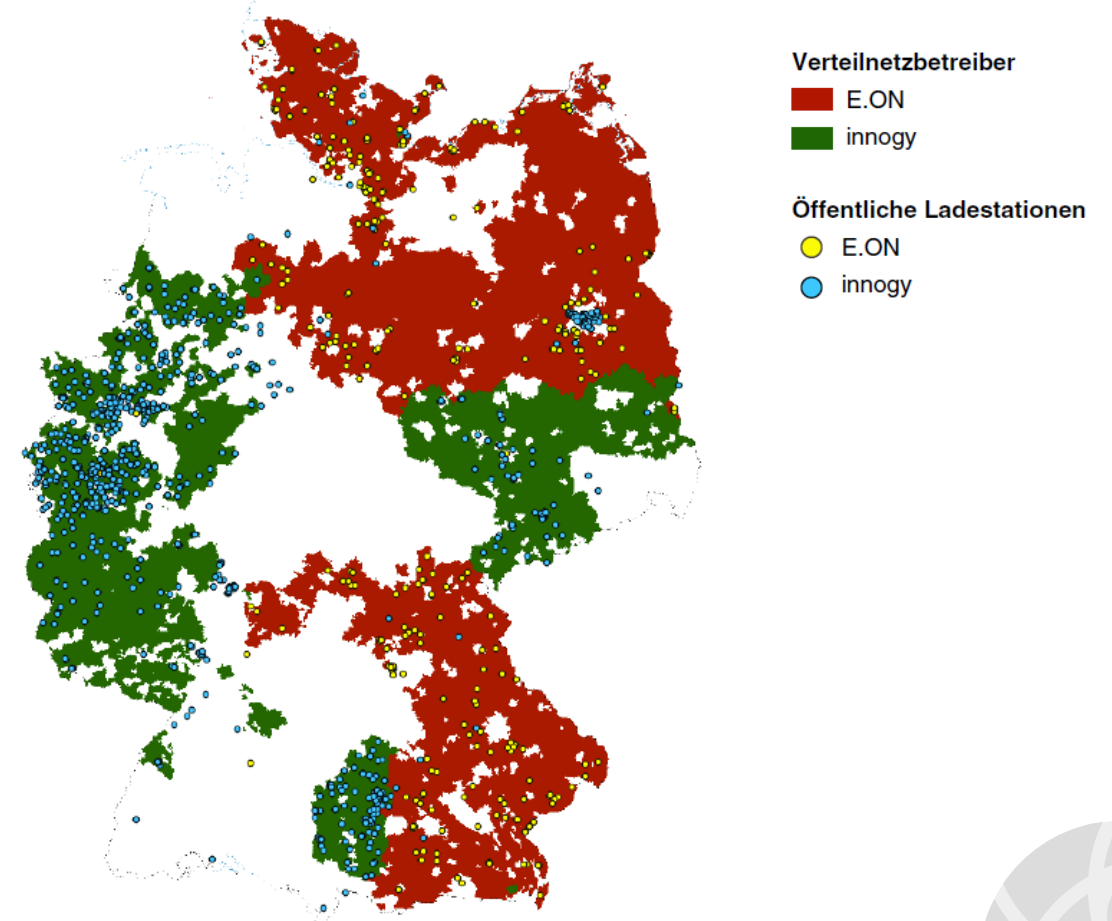 Verteilnetzbetreiber
E.ON
innogy
Öffentliche Ladestationen
E.ON
innogy